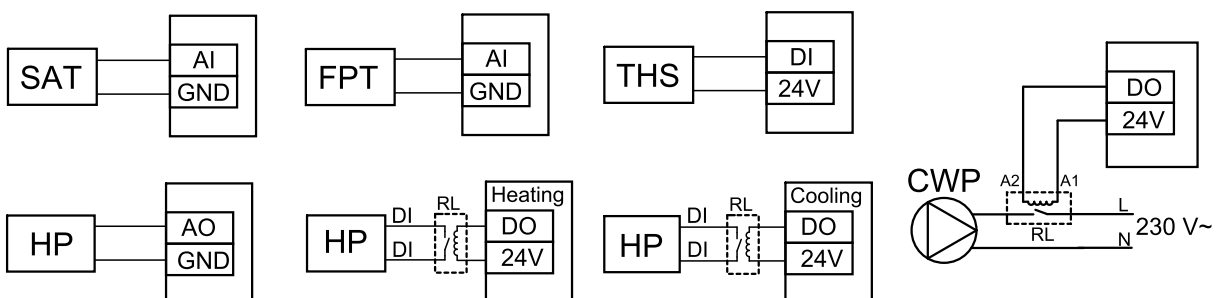 SAT
AI
GND
FPT
AI
GND
THS
DI
24V
DO
24V
HP
AO
GND
HP
DI
DI
RL
Heating
DO
24V
HP
DI
DI
RL
Cooling
DO
24V
CWP
A2
A1
RL
L
N
230 V~